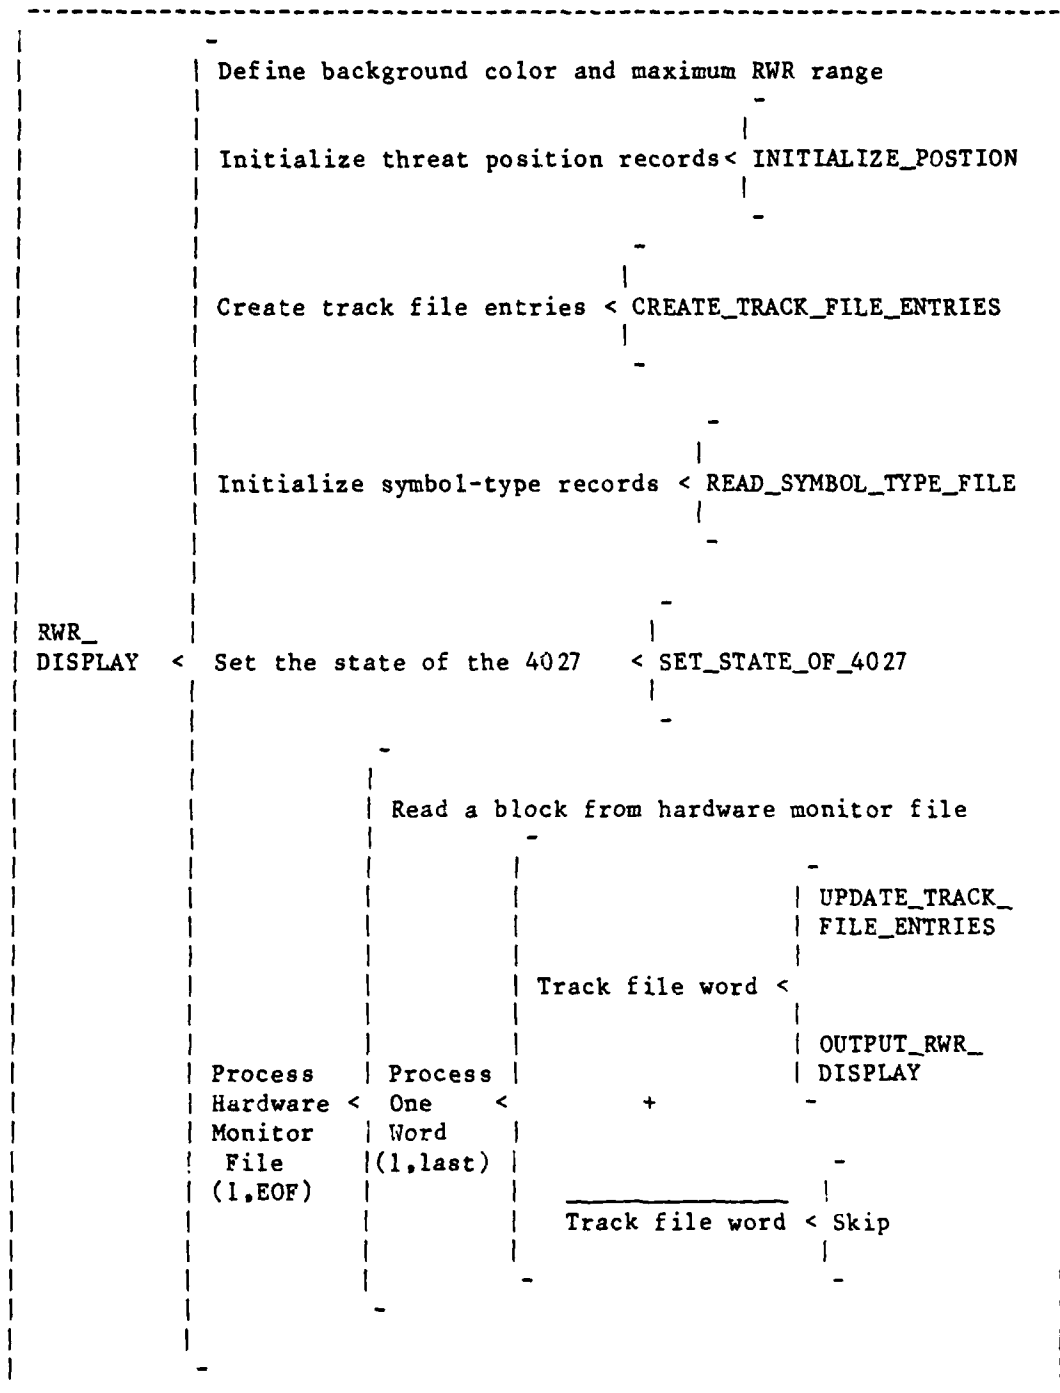 Define background color and maximum RWR range
Initialize threat position records< INITIALIZE_POSTION
Create track file entries < CREATE_TRACK_FILE_ENTRIES
Initialize symbol-type records < READ_SYMBOL_TYPE_FILE
RWR_
DISPLAY < Set the state of the 4027 < SET_STATE_OF_4027
Read a block from hardware monitor file
UPDATE_TRACK_
FILE_ENTRIES
Track file word <
OUTPUT_RWR_
Process Process DISPLAY
Hardware < One < +
Monitor Word
File (1,last)
(1,EOF)
Track file word < Skip